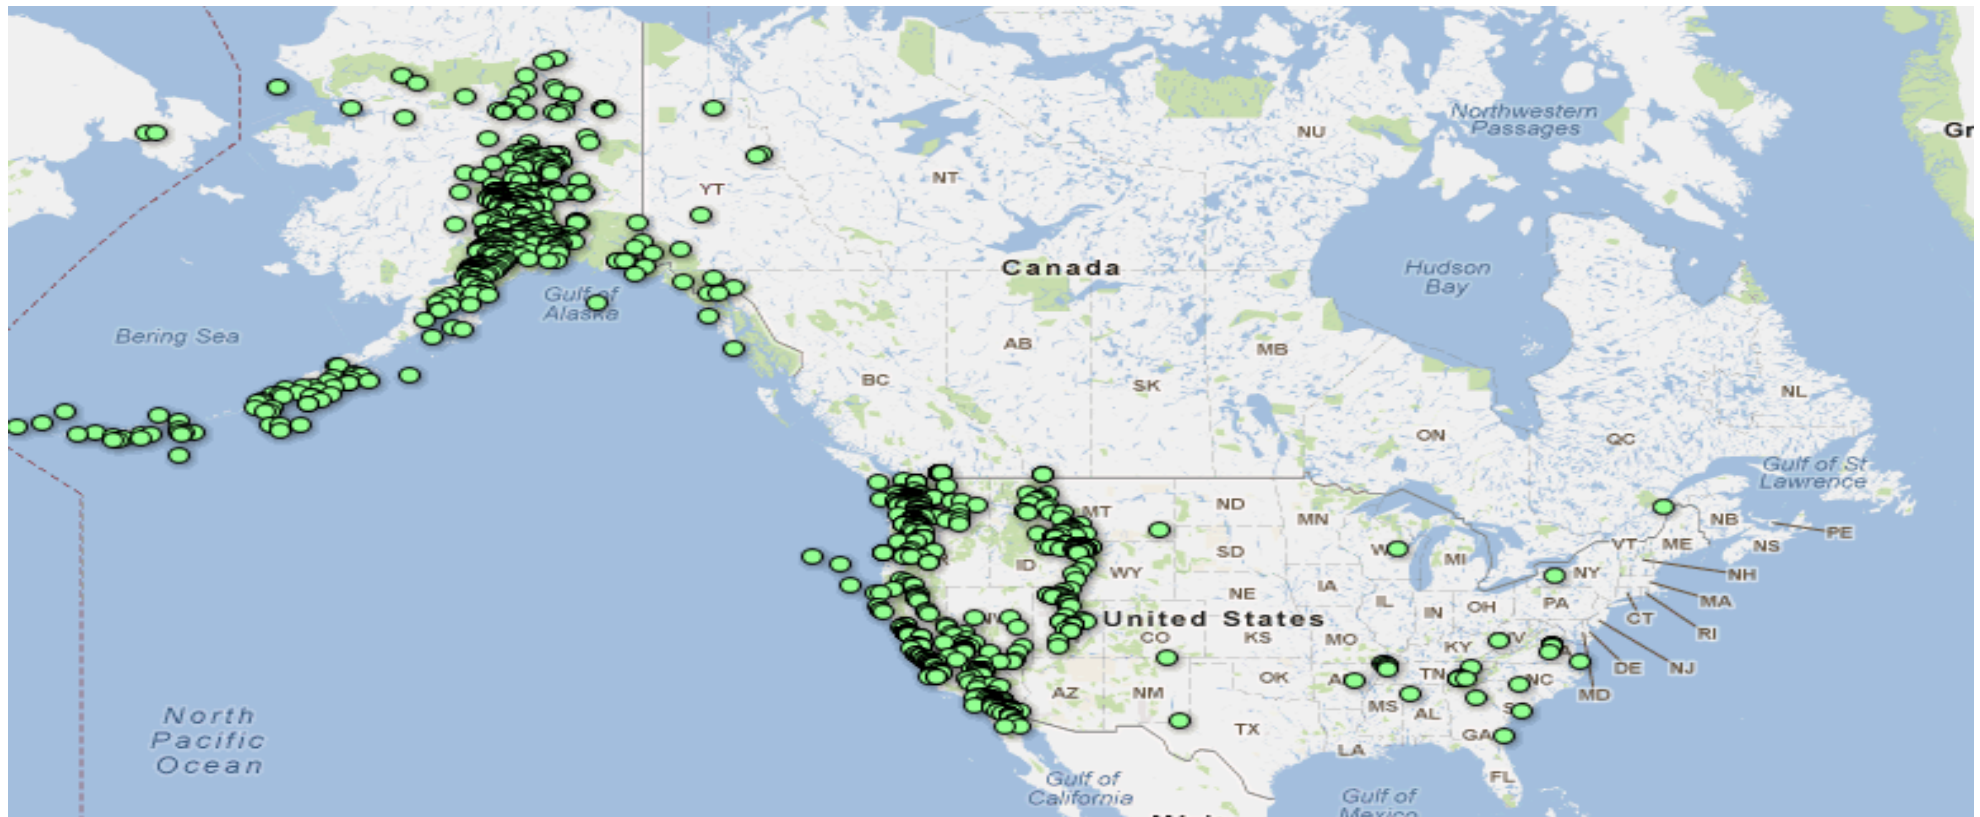 Northwestern
Passages
Gr
NU
YT
NT
Canada
Hudson
Bay
Gulf of
Alaska
Bering Sea
AB
MB
BC
SK
NL
ON
QC
Gulf of St
Lawrence
MT
ND
MN
NB
PE
VT
ME
NS
SD
MI
ID
WY
NY
NH
NE
IA
IL
IN
OH
PA
MA
CT
RI
United States
CO
KS
MO
KY
DE
NJ
TN
OK
NC
MD
AZ
NM
MS
AL
TX
GA
LA
FL
North
Pacific
Ocean
Gulf of
California
Gulf of
Mexico